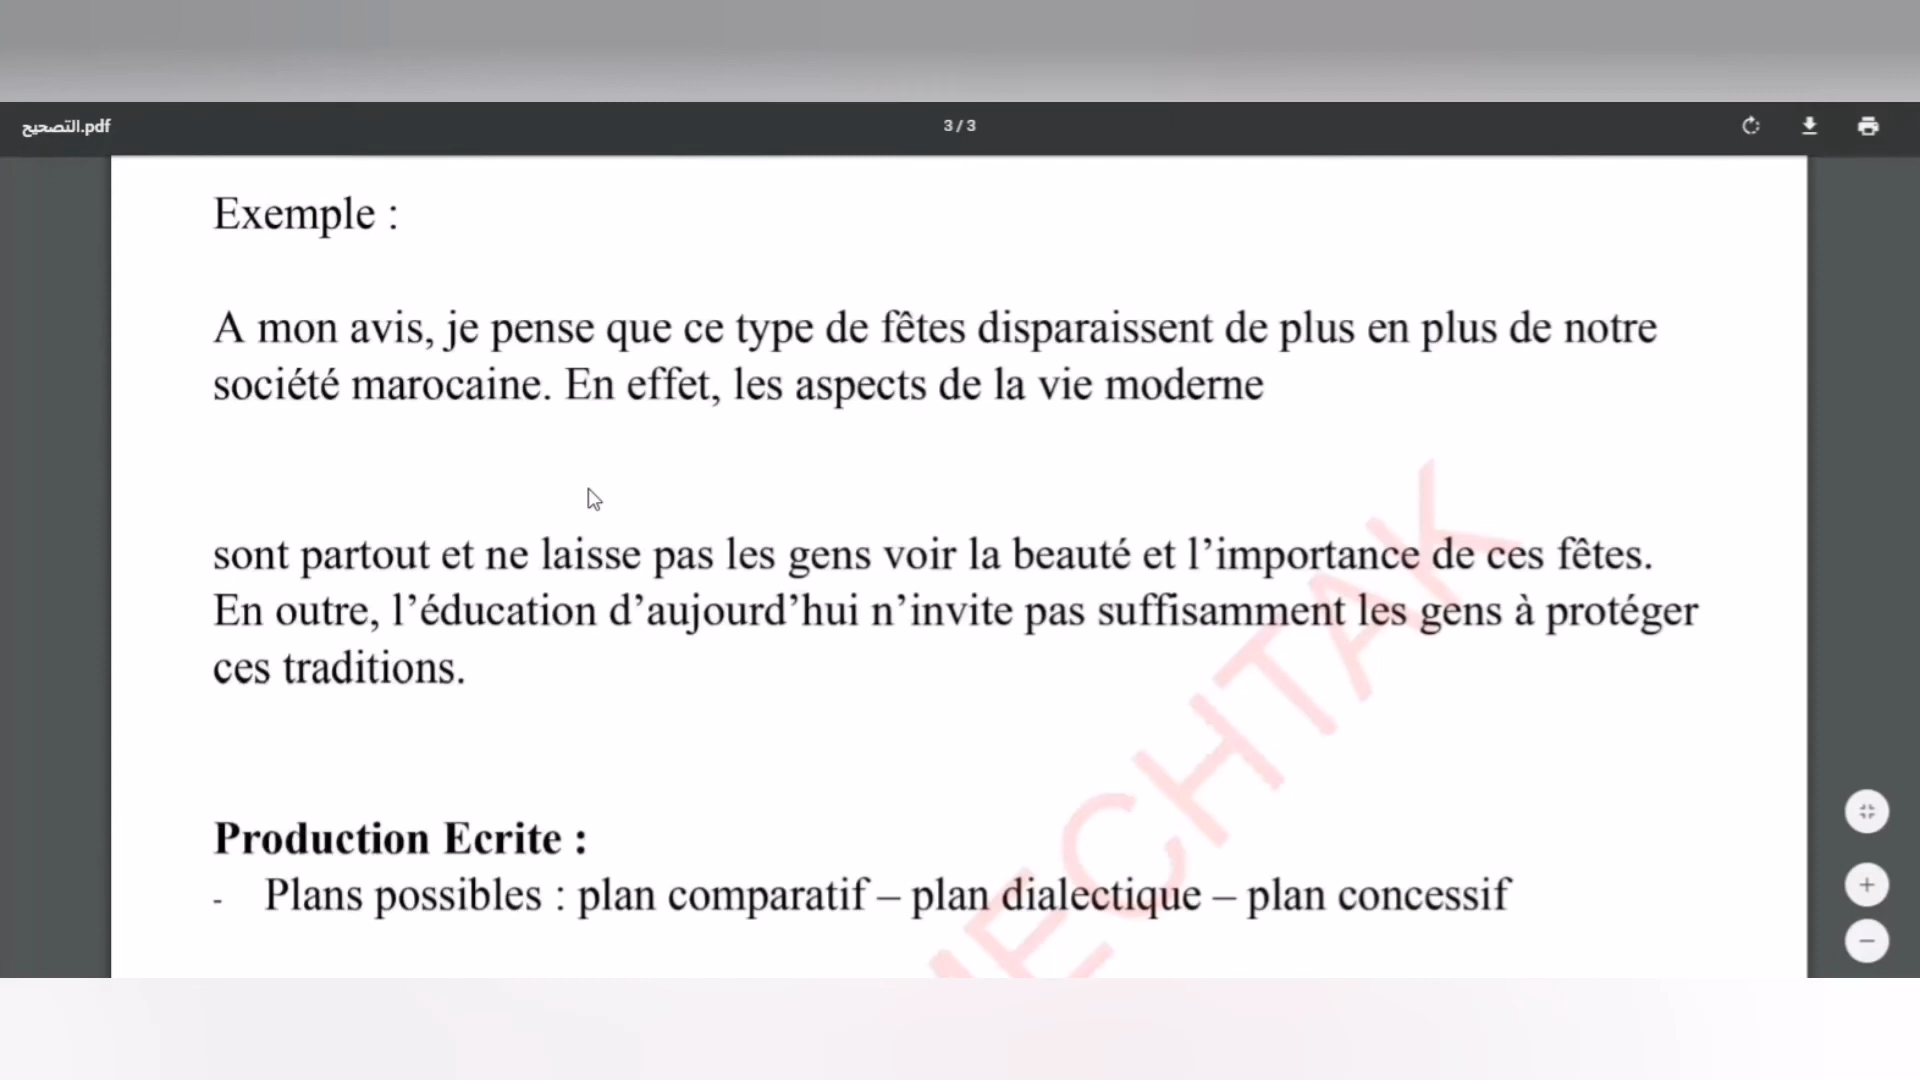 التصحيح.pdf
3 / 3
Exemple :
A mon avis, je pense que ce type de fêtes disparaissent de plus en plus de notre
société marocaine. En effet, les aspects de la vie moderne
sont partout et ne laisse pas les gens voir la beauté et l’importance de ces fêtes.
En outre, l’éducation d’aujourd’hui n’invite pas suffisamment les gens à protéger
ces traditions.
Production Ecrite :
- Plans possibles : plan comparatif – plan dialectique – plan concessif
MECHTAK